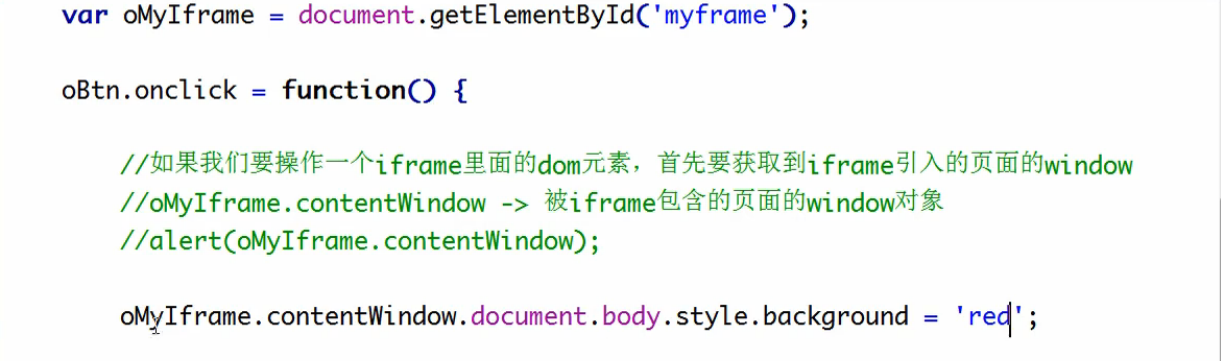 var oMyIframe = document.getElementById('myframe');
oBtn.onclick = function() {
//如果我们要操作一个iframe里面的dom元素，首先要获取到iframe引入的页面的window
//oMyIframe.contentWindow -> 被iframe包含的页面的window对象
//alert(oMyIframe.contentWindow);
oMyIframe.contentWindow.document.body.style.background = 'red';